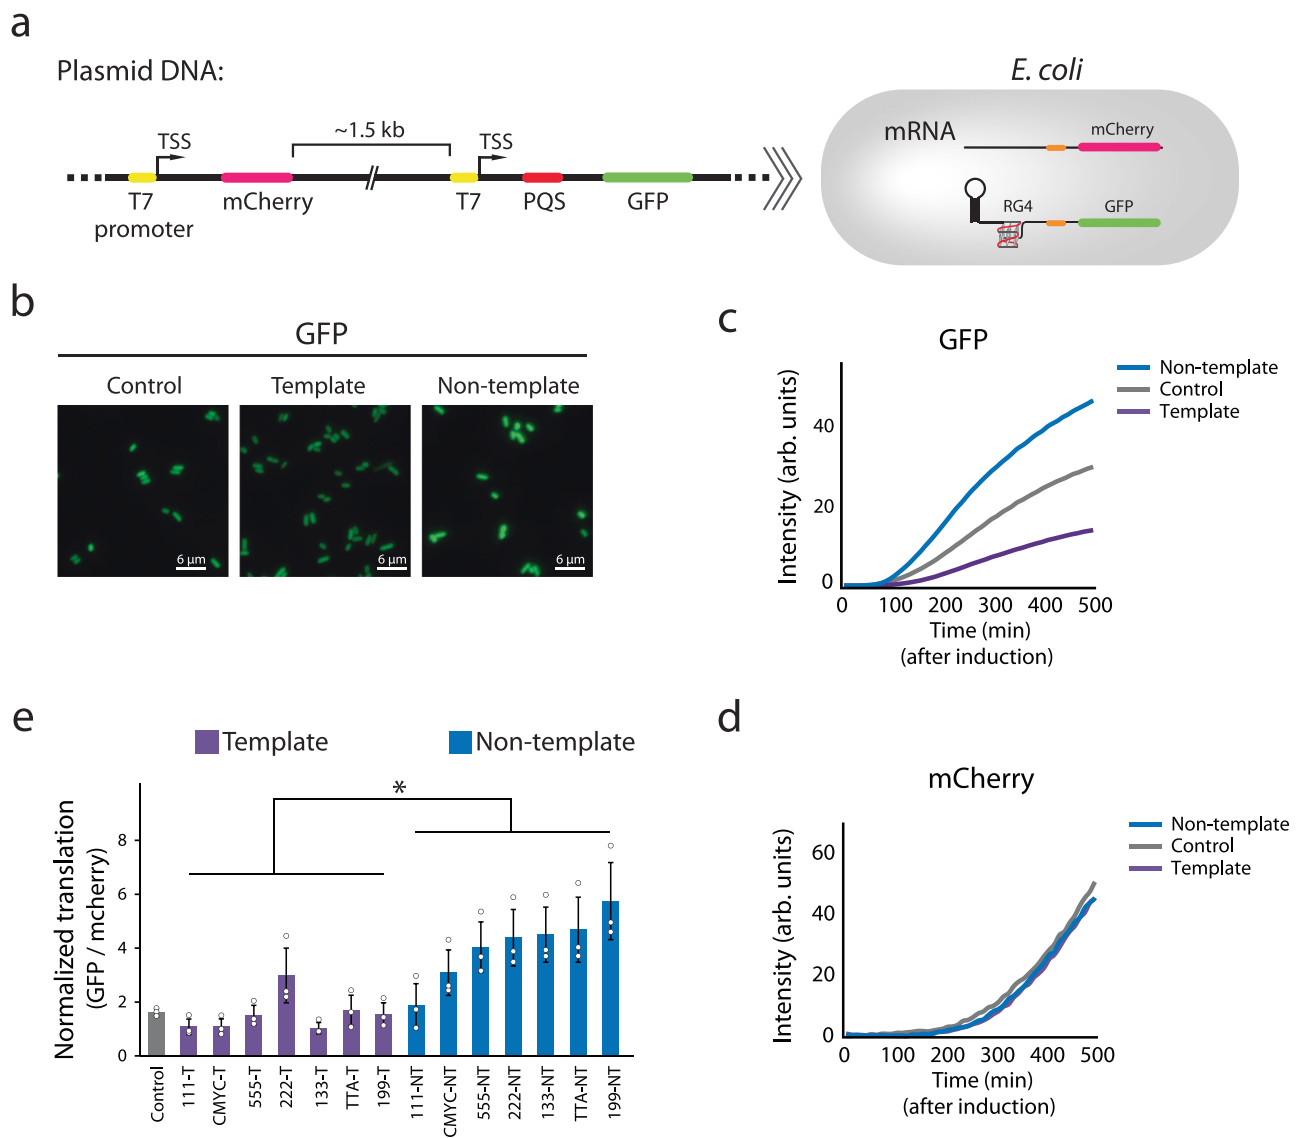 a
Plasmid DNA:
E. coli
TSS
~1.5 kb
TSS
T7
promoter
mCherry
T7
PQS
GFP
mRNA
mCherry
RG4
GFP
b
GFP
Control
Template
Non-template
6 µm
6 µm
6 µm
c
GFP
Intensity (arb. units)
40
20
0
0
100
200
300
400
500
Time (min)
(after induction)
Non-template
Control
Template
e
Template
Non-template
*
Normalized translation
(GFP / mcherry)
8
6
4
2
0
Control
111-T
CMYC-T
555-T
222-T
133-T
TTA-T
199-T
111-NT
CMYC-NT
555-NT
222-NT
133-NT
TTA-NT
199-NT
d
mCherry
Intensity (arb. units)
60
40
20
0
0
100
200
300
400
500
Time (min)
(after induction)
Non-template
Control
Template